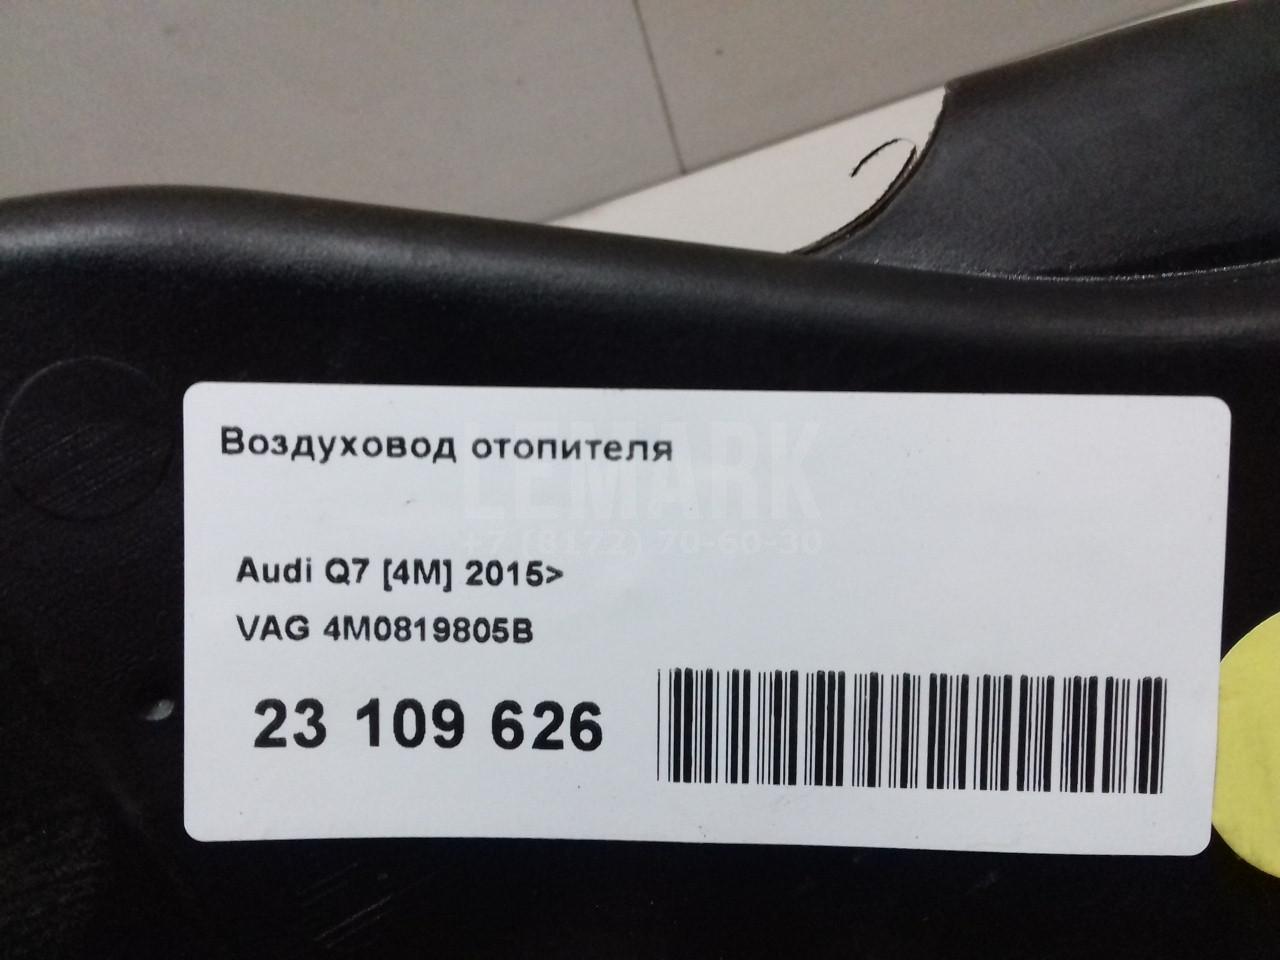 Воздуховод отопителя
LEMARK
+7 (8172) 70-60-30
Audi Q7 [4M] 2015>
VAG 4M0819805B
23 109 626